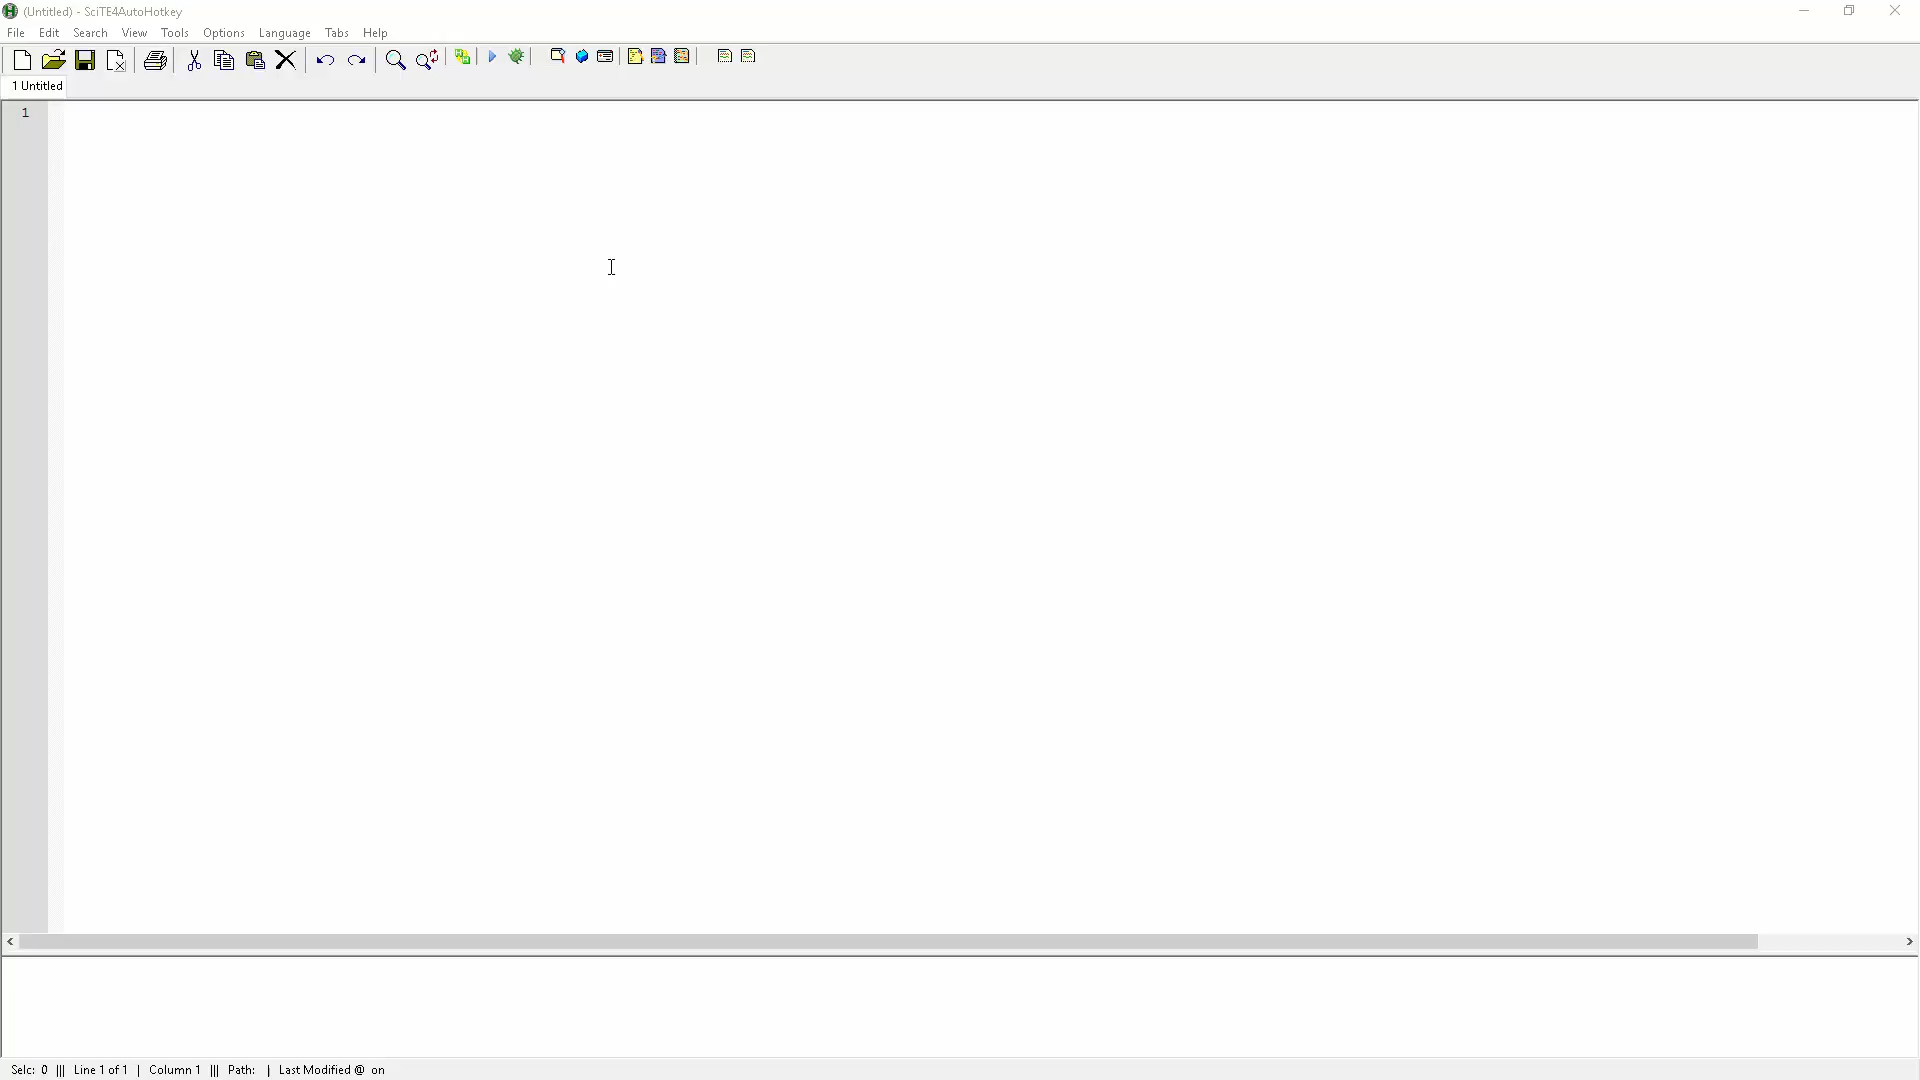 (Untitled) - SciTE4AutoHotkey
File Edit Search View Tools Options Language Tabs Help
1 Untitled
1
Selc: 0 ||| Line 1 of 1 | Column 1 ||| Path: | Last Modified @ on